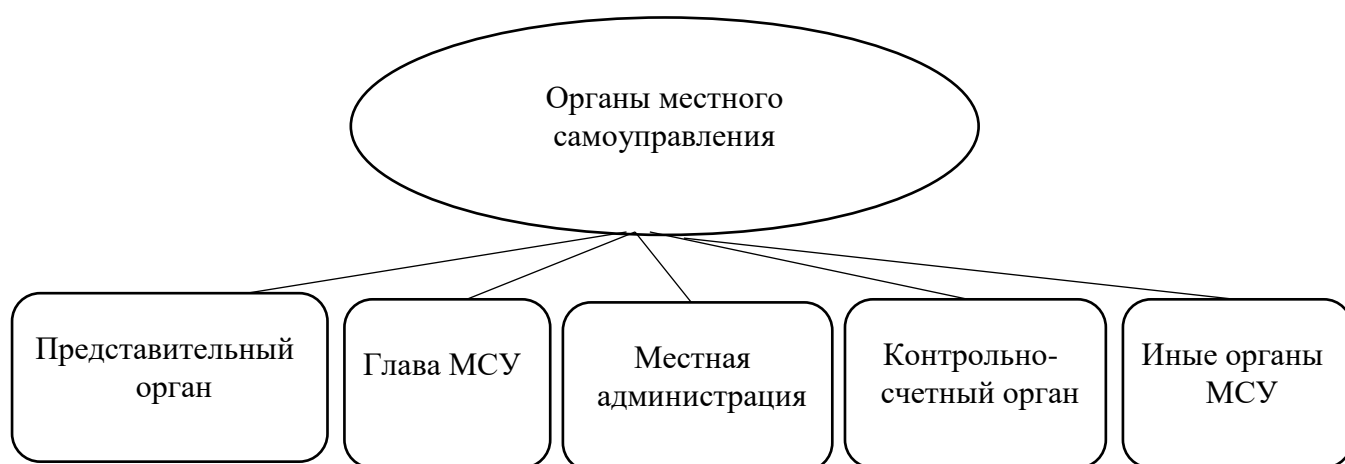 Органы местного
самоуправления
Представительный
орган
Глава МСУ
Местная
администрация
Контрольно-
счетный орган
Иные органы
МСУ